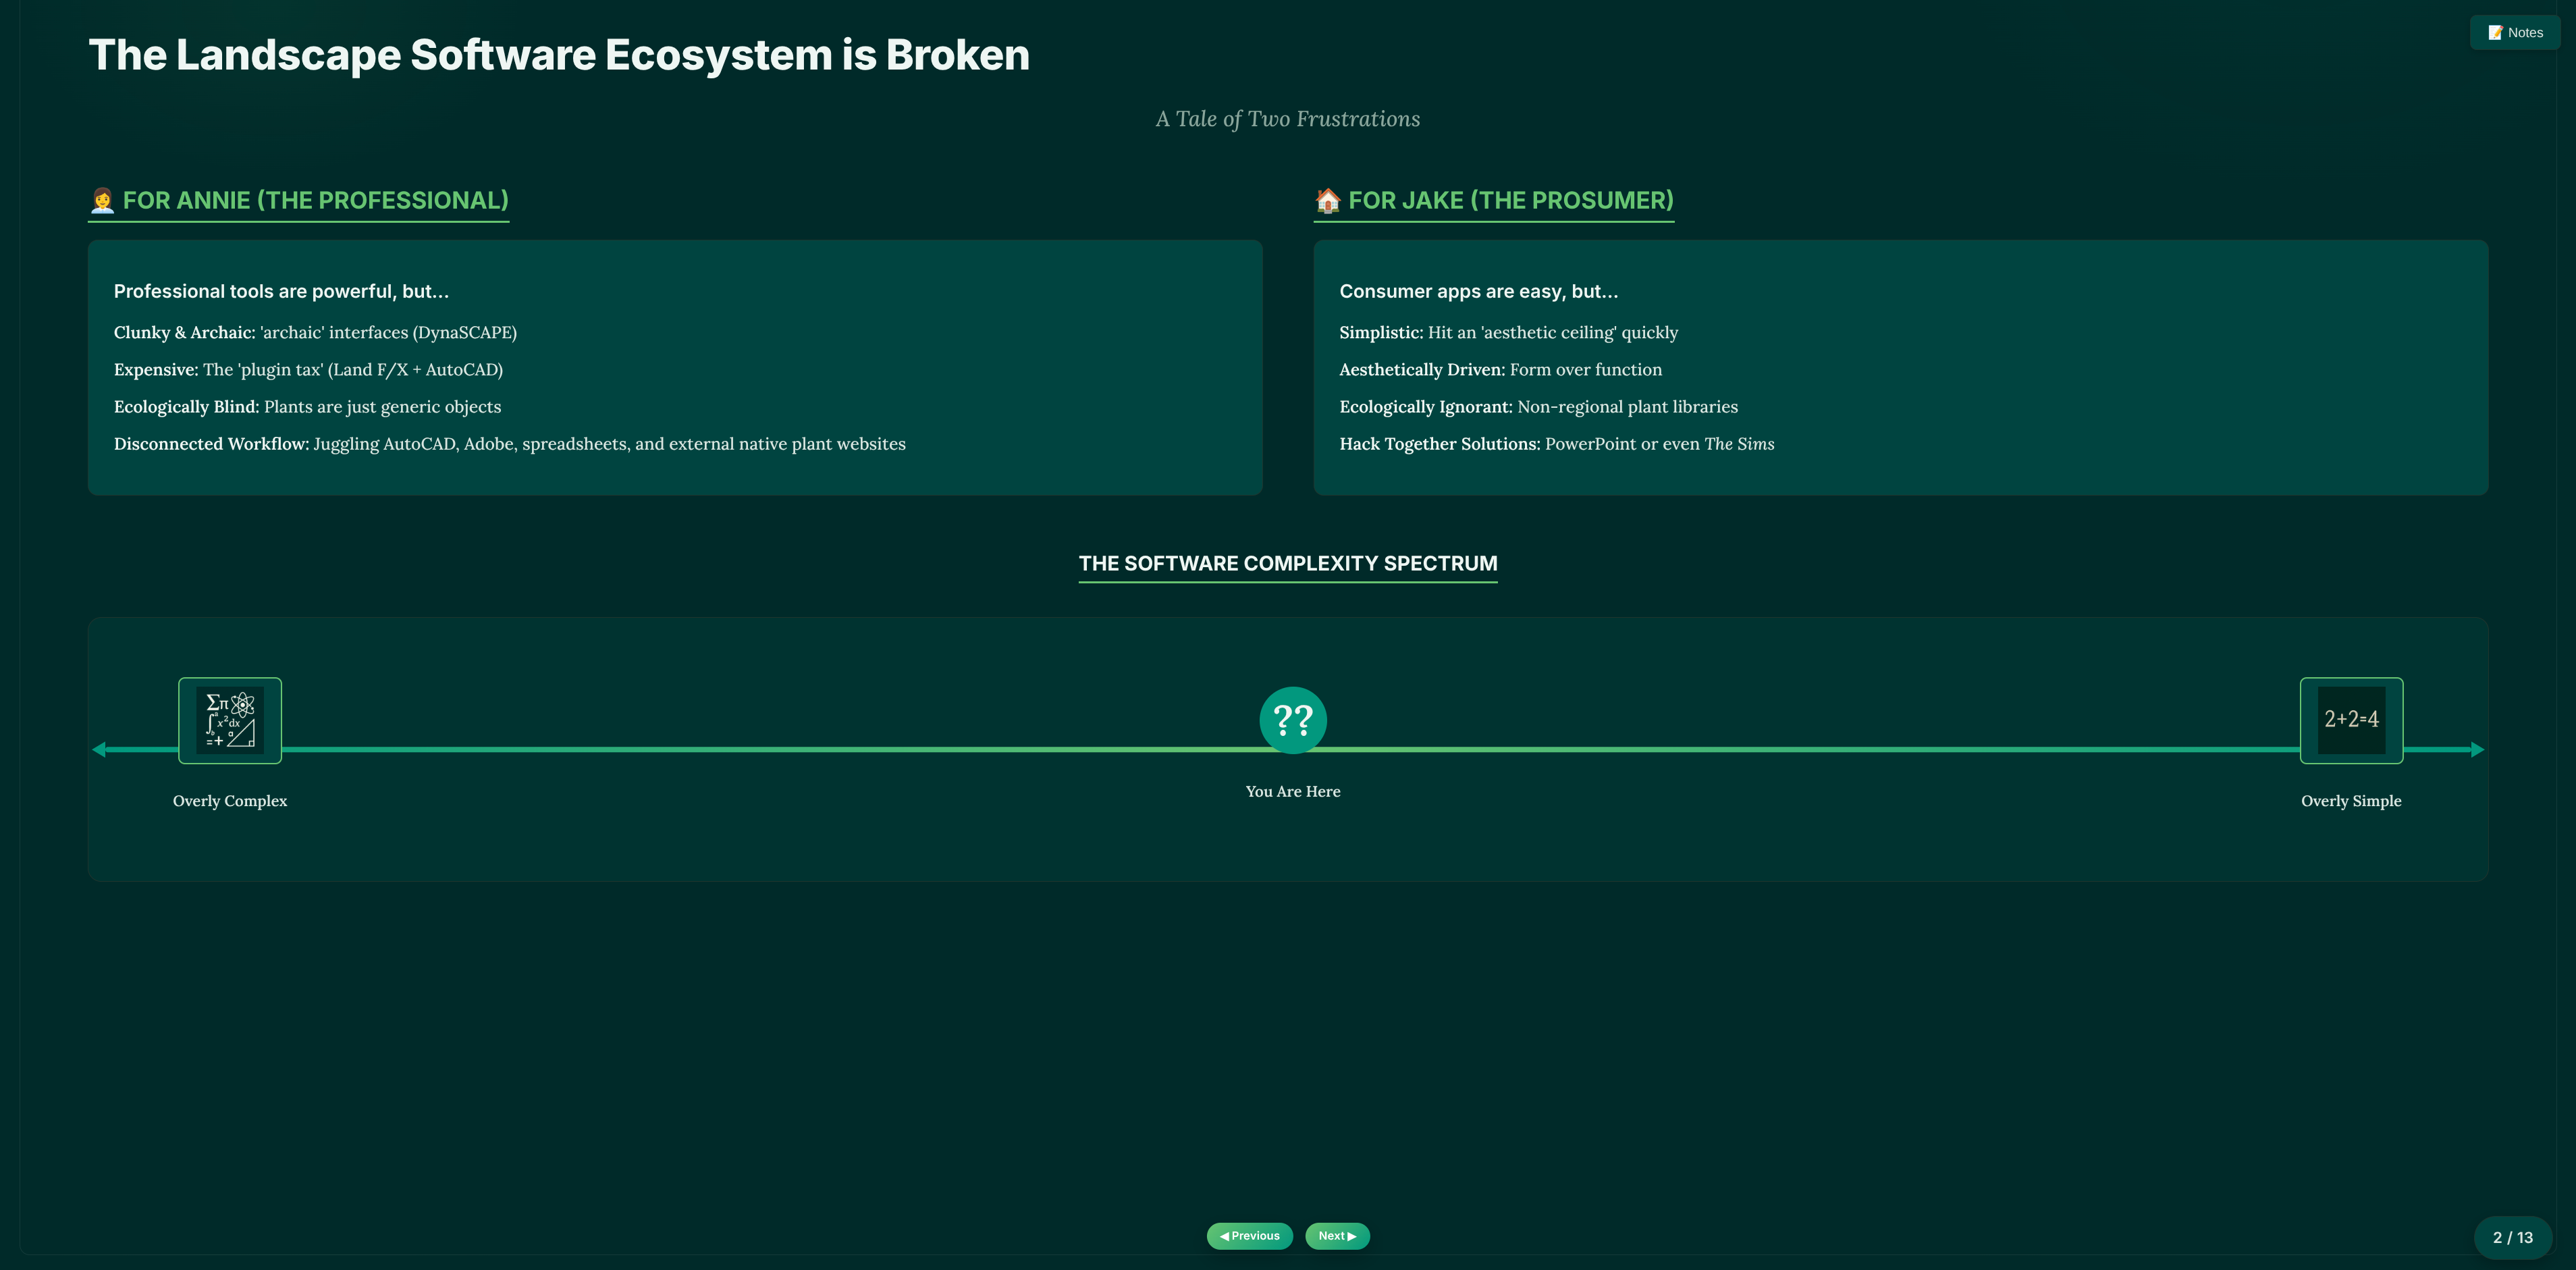 The Landscape Software Ecosystem is Broken
📝 Notes
A Tale of Two Frustrations
👩‍💼 FOR ANNIE (THE PROFESSIONAL)
Professional tools are powerful, but...
Clunky & Archaic: 'archaic' interfaces (DynaSCAPE)
Expensive: The 'plugin tax' (Land F/X + AutoCAD)
Ecologically Blind: Plants are just generic objects
Disconnected Workflow: Juggling AutoCAD, Adobe, spreadsheets, and external native plant websites
🏠 FOR JAKE (THE PROSUMER)
Consumer apps are easy, but...
Simplistic: Hit an 'aesthetic ceiling' quickly
Aesthetically Driven: Form over function
Ecologically Ignorant: Non-regional plant libraries
Hack Together Solutions: PowerPoint or even The Sims
THE SOFTWARE COMPLEXITY SPECTRUM
Σπ
∫ₐᵇ x²dx
α
=+
Overly Complex
??
You Are Here
2+2=4
Overly Simple
◀ Previous
Next ▶
2 / 13